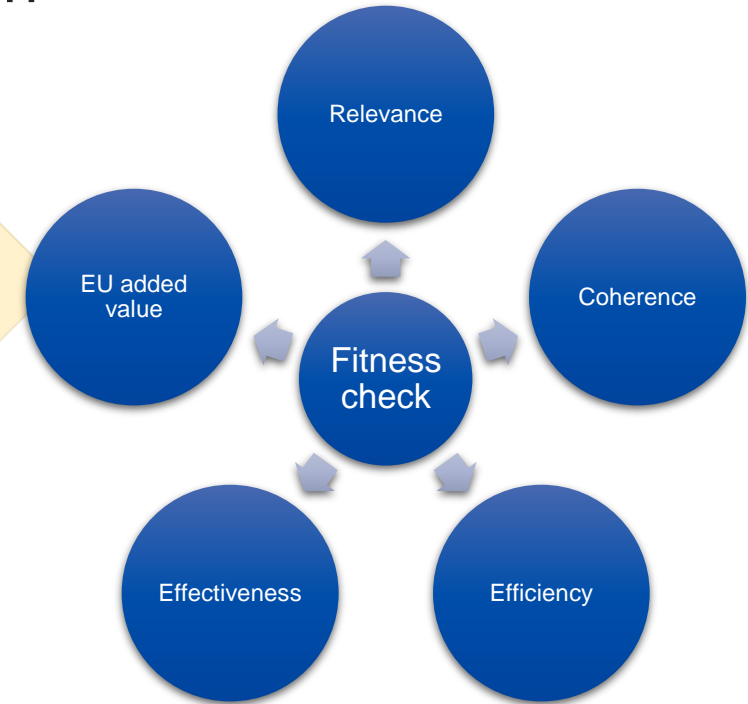 Relevance
EU added
value
Coherence
Fitness
check
Effectiveness
Efficiency